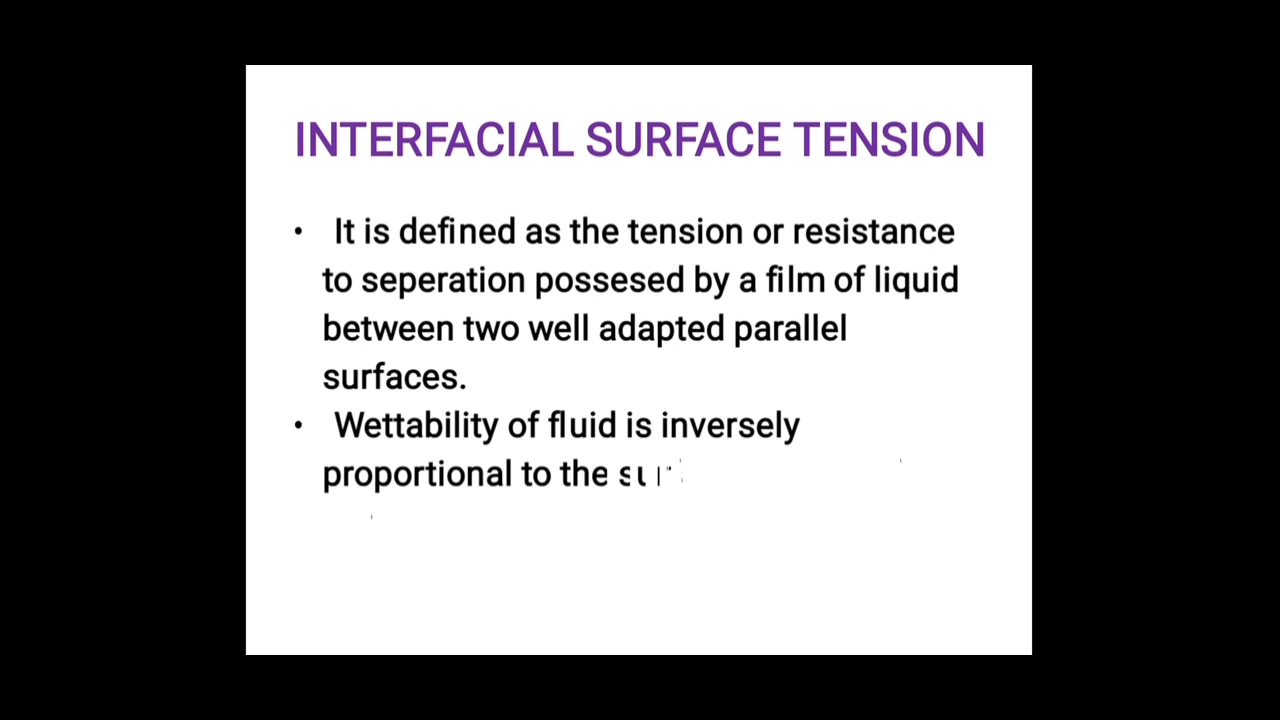 INTERFACIAL SURFACE TENSION
• It is defined as the tension or resistance
to seperation possesed by a film of liquid
between two well adapted parallel
surfaces.
• Wettability of fluid is inversely
proportional to the